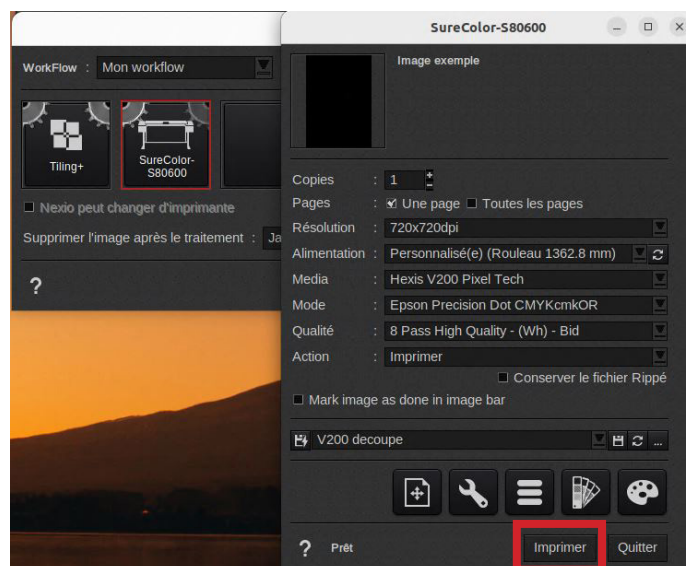 SureColor-S80600
WorkFlow : Mon workflow
Tiling+
SureColor-
S80600
Nexio peut changer d'imprimante
Supprimer l'image après le traitement : Ja
?
Image exemple
Copies : 1
Pages : Une page Toutes les pages
Résolution : 720x720dpi
Alimentation : Personnalisé(e) (Rouleau 1362.8 mm)
Media : Hexis V200 Pixel Tech
Mode : Epson Precision Dot CMYKcmkOR
Qualité : 8 Pass High Quality - (Wh) - Bid
Action : Imprimer
Conserver le fichier Rippé
Mark image as done in image bar
V200 decoupe ...
? Prêt Imprimer Quitter